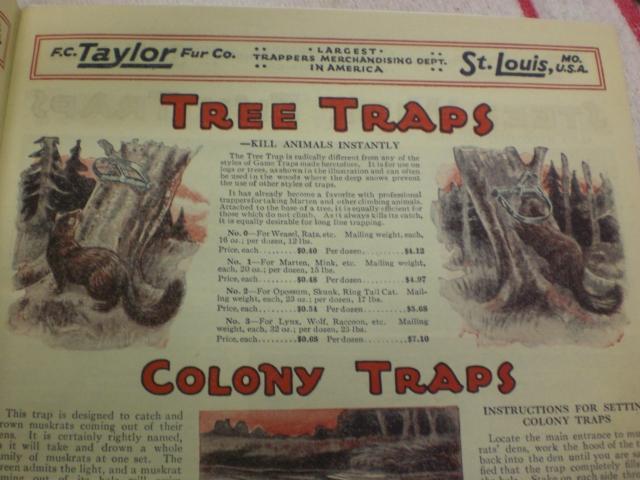 F.C. Taylor Fur Co.
LARGEST
TRAPPERS MERCHANDISING DEPT.
IN AMERICA
St. Louis, MO. U.S.A.
TREE TRAPS
—KILL ANIMALS INSTANTLY
The Tree Trap is radically different from any of the
styles of Game Traps made heretofore. It is for use on
logs or trees, as shown in the illustration and can often
be used in the woods where the deep snows prevent
the use of other styles of traps.
It has already become a favorite with professional
trappers for taking Marten and other climbing animals.
Attached to the base of a tree, it is equally efficient for
those which do not climb. As it always kills its catch,
it is equally desirable for long line trapping.
No. 0—For Weasel, Rats, etc. Mailing weight, each,
16 oz.; per dozen, 12 lbs.
Price, each........$0.40 Per dozen........$4.12
No. 1—For Marten, Mink, etc. Mailing weight,
each, 20 oz.; per dozen, 15 lbs.
Price, each........$0.48 Per dozen........$4.97
No. 2—For Opossum, Skunk, Ring Tail Cat. Mail-
ing weight, each, 23 oz.; per dozen, 17 lbs.
Price, each........$0.54 Per dozen........$5.68
No. 3—For Lynx, Wolf, Raccoon, etc. Mailing
weight, each, 32 oz.; per dozen, 25 lbs.
Price, each........$0.68 Per dozen........$7.10
COLONY TRAPS
This trap is designed to catch and
rown muskrats coming out of their
ens. It is certainly rightly named,
s it will take and drown a whole
mily of muskrats at one set. The
reen admits the light, and a muskrat
INSTRUCTIONS FOR SETTIN
COLONY TRAPS
Locate the main entrance to mu
rats' dens, work the hood of the t
back into the den until you are sa
fied that the trap completely fills